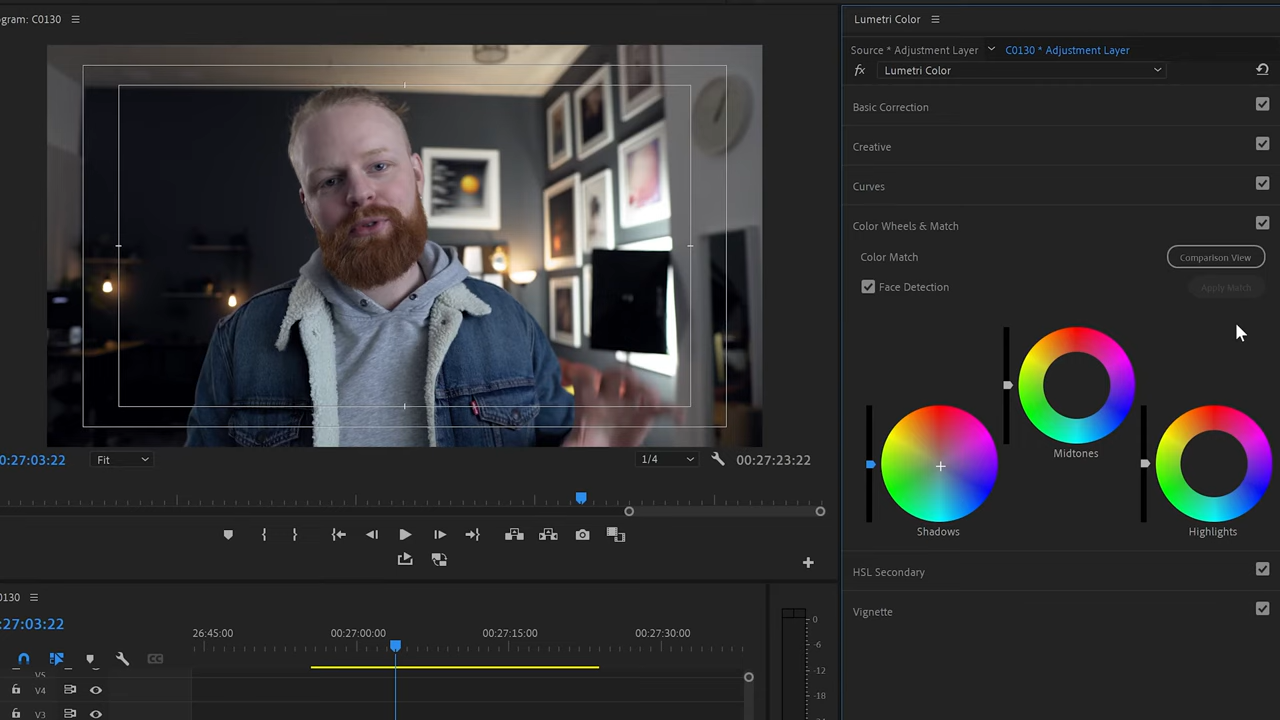 gram: C0130
Lumetri Color
Source * Adjustment Layer
C0130 * Adjustment Layer
fx
Lumetri Color
Basic Correction
Creative
Curves
Color Wheels & Match
Color Match
Comparison View
Face Detection
Apply Match
Midtones
Shadows
Highlights
HSL Secondary
Vignette
0:27:03:22
Fit
1/4
00:27:23:22
0130
:27:03:22
26:45:00
00:27:00:00
00:27:15:00
00:27:30:00
V5
V4
V3
0
-6
-12
-18